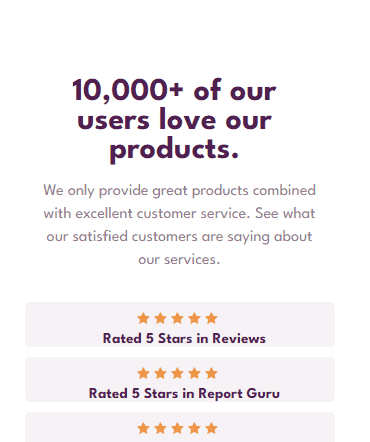 10,000+ of our
users love our
products.
We only provide great products combined
with excellent customer service. See what
our satisfied customers are saying about
our services.
Rated 5 Stars in Reviews
Rated 5 Stars in Report Guru